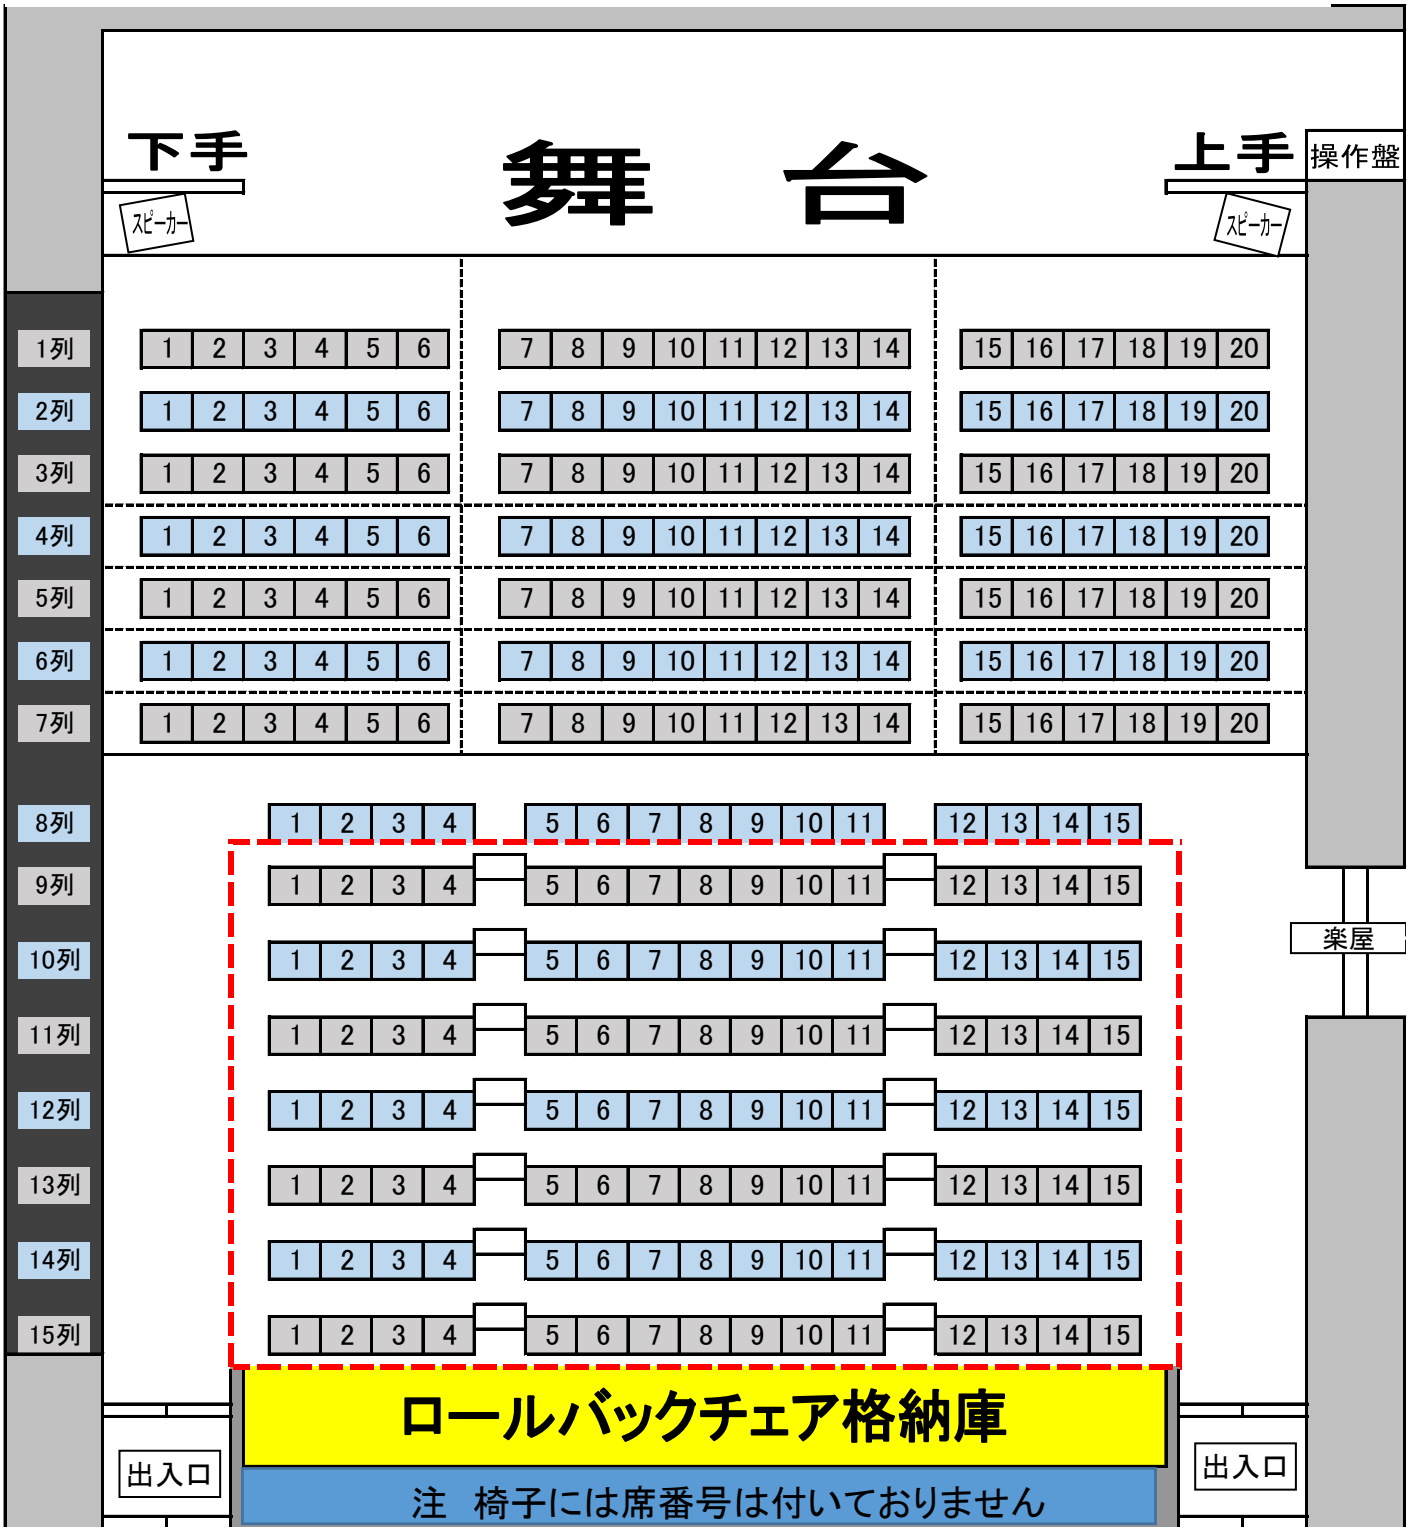 下手 舞 台 上手 操作盤
スピーカー スピーカー
1列 1 2 3 4 5 6 7 8 9 10 11 12 13 14 15 16 17 18 19 20
2列 1 2 3 4 5 6 7 8 9 10 11 12 13 14 15 16 17 18 19 20
3列 1 2 3 4 5 6 7 8 9 10 11 12 13 14 15 16 17 18 19 20
4列 1 2 3 4 5 6 7 8 9 10 11 12 13 14 15 16 17 18 19 20
5列 1 2 3 4 5 6 7 8 9 10 11 12 13 14 15 16 17 18 19 20
6列 1 2 3 4 5 6 7 8 9 10 11 12 13 14 15 16 17 18 19 20
7列 1 2 3 4 5 6 7 8 9 10 11 12 13 14 15 16 17 18 19 20
8列 1 2 3 4 5 6 7 8 9 10 11 12 13 14 15
9列 1 2 3 4 5 6 7 8 9 10 11 12 13 14 15
楽屋
10列 1 2 3 4 5 6 7 8 9 10 11 12 13 14 15
11列 1 2 3 4 5 6 7 8 9 10 11 12 13 14 15
12列 1 2 3 4 5 6 7 8 9 10 11 12 13 14 15
13列 1 2 3 4 5 6 7 8 9 10 11 12 13 14 15
14列 1 2 3 4 5 6 7 8 9 10 11 12 13 14 15
15列 1 2 3 4 5 6 7 8 9 10 11 12 13 14 15
ロールバックチェア格納庫
出入口 出入口
注 椅子には席番号は付いておりません